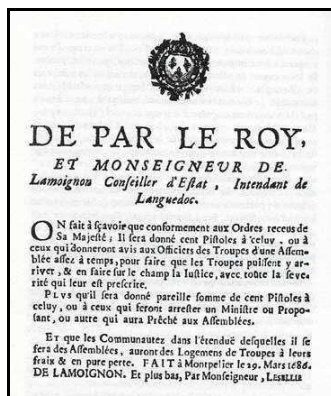 DE PAR LE ROY,
ET MONSEIGNEUR DE
Lamoignon Conseiller d'Estat, Intendant de
Languedoc.
ON fait à sçavoir que conformement aux Ordres receus de
Sa Majesté; Il sera donné cent Pistoles à celuy, ou à
ceux qui donneront avis aux Officiers des Troupes d'une Assem-
blée assez à temps, pour faire que les Troupes puissent y ar-
river, & en faire sur le champ la Iustice, avec toute la seve-
rité qui leur est prescrite.
PLUS qu'il sera donné pareille somme de cent Pistoles à
celuy, ou à ceux qui feront arrester un Ministre ou Propo-
sant, ou autre qui aura Prêché aux Assemblées.
ET que les Communautez dans l'étenduë desquelles il se
fera des Assemblées, auront des Logemens de Troupes à leurs
fraix & en pure perte. FAIT à Montpelier le 29. Mars 1686.
DE LAMOIGNON. Et plus bas, Par Monseigneur,